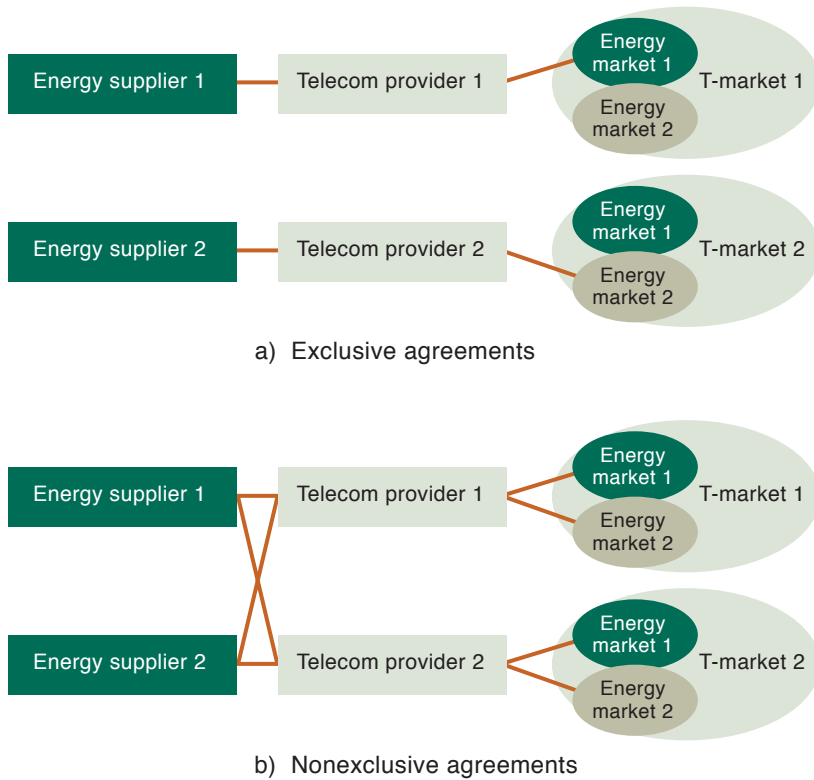 Energy supplier 1
Telecom provider 1
Energy
market 1
T-market 1
Energy
market 2
Energy supplier 2
Telecom provider 2
Energy
market 1
T-market 2
Energy
market 2
a) Exclusive agreements
Energy supplier 1
Telecom provider 1
Energy
market 1
T-market 1
Energy
market 2
Energy supplier 2
Telecom provider 2
Energy
market 1
T-market 2
Energy
market 2
b) Nonexclusive agreements